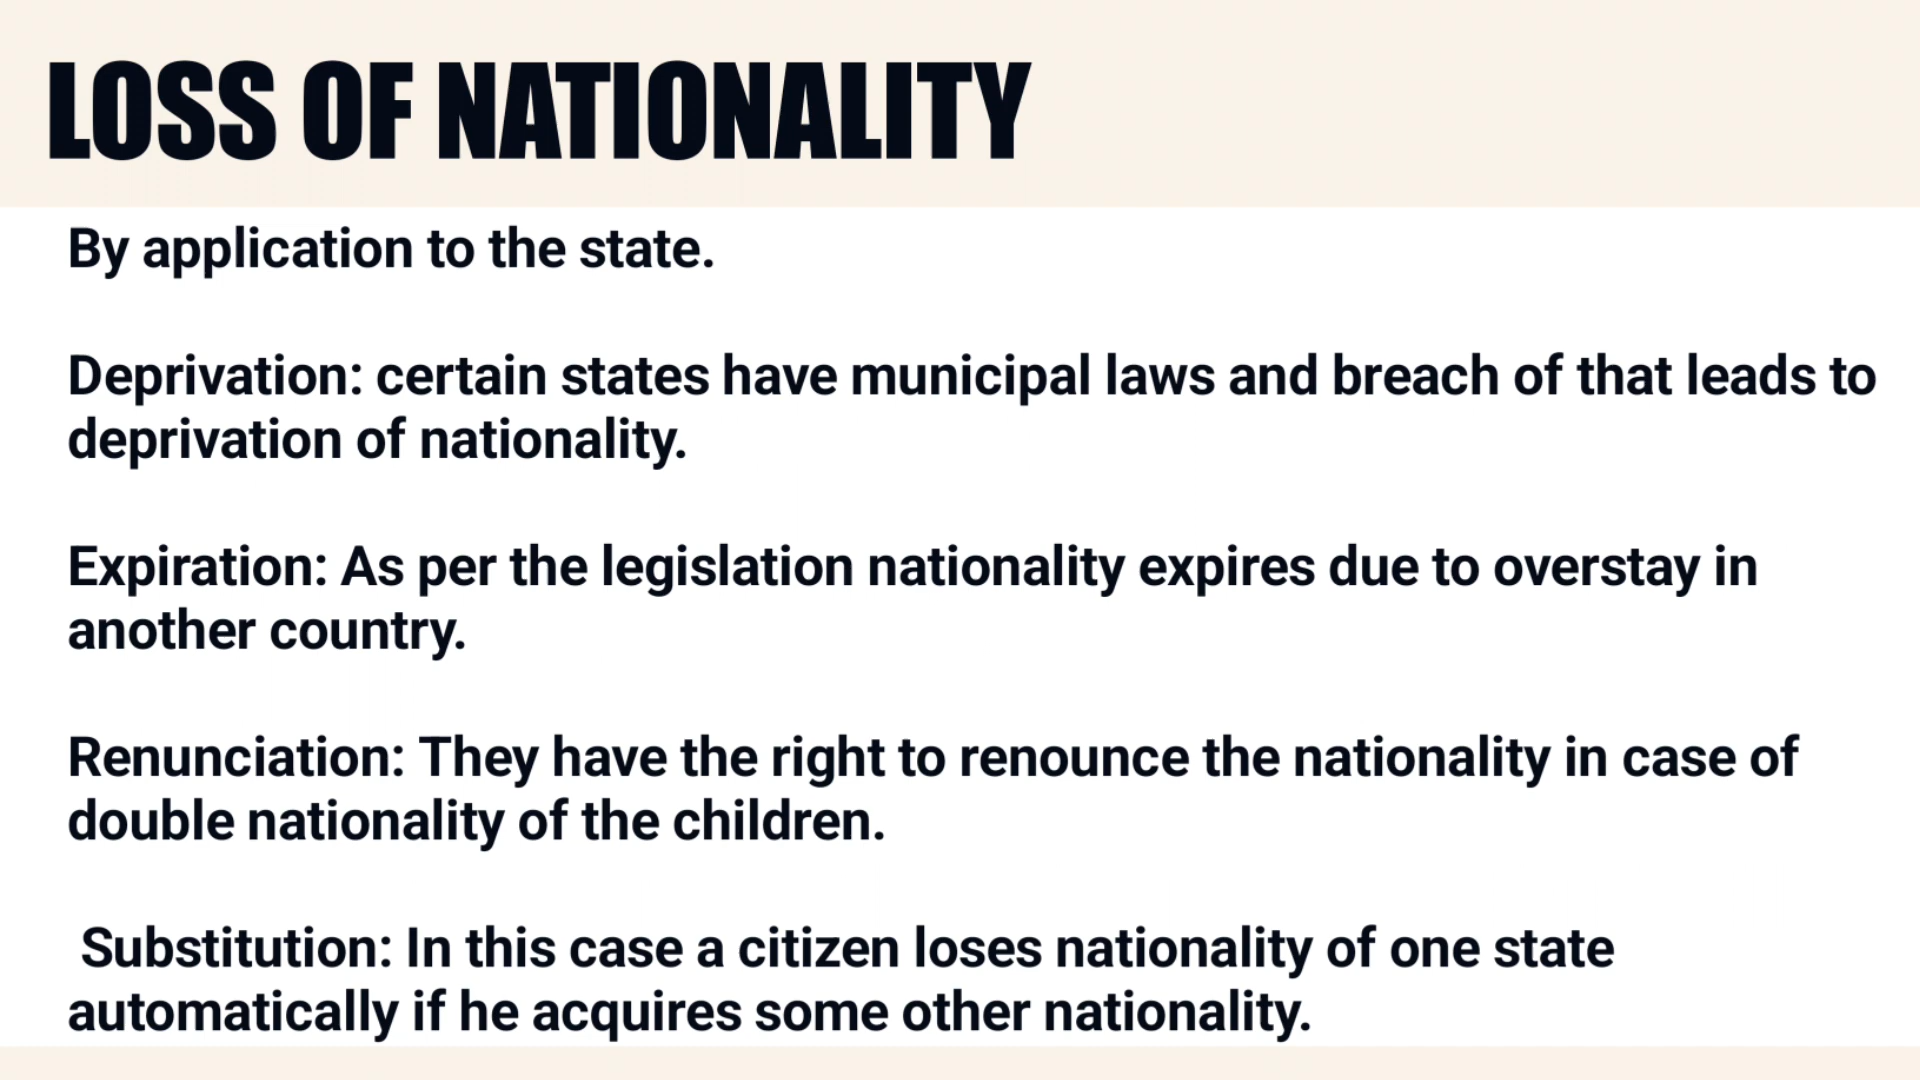 LOSS OF NATIONALITY
By application to the state.
Deprivation: certain states have municipal laws and breach of that leads to
deprivation of nationality.
Expiration: As per the legislation nationality expires due to overstay in
another country.
Renunciation: They have the right to renounce the nationality in case of
double nationality of the children.
Substitution: In this case a citizen loses nationality of one state
automatically if he acquires some other nationality.